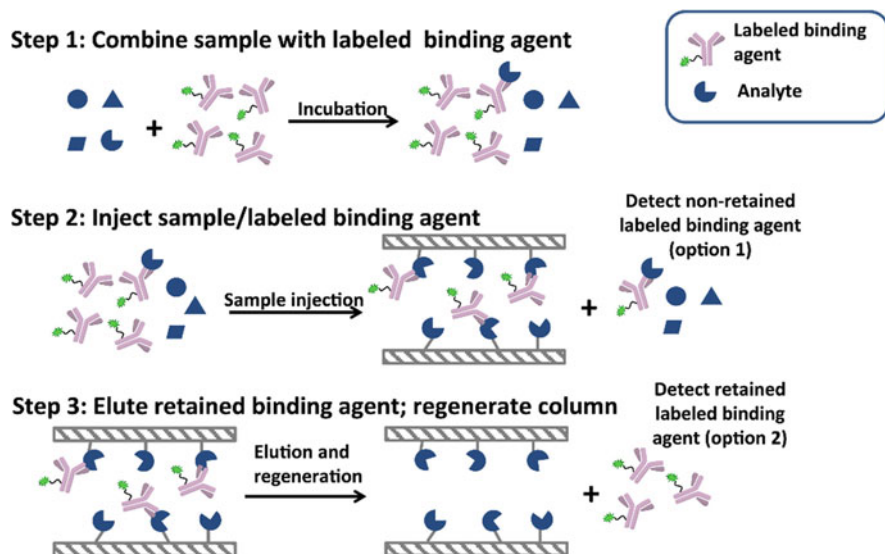 Step 1: Combine sample with labeled binding agent
Labeled binding
agent
Analyte
Incubation
+
Step 2: Inject sample/labeled binding agent
Detect non-retained
labeled binding agent
(option 1)
Sample injection
+
Step 3: Elute retained binding agent; regenerate column
Detect retained
labeled binding
agent (option 2)
Elution and
regeneration
+